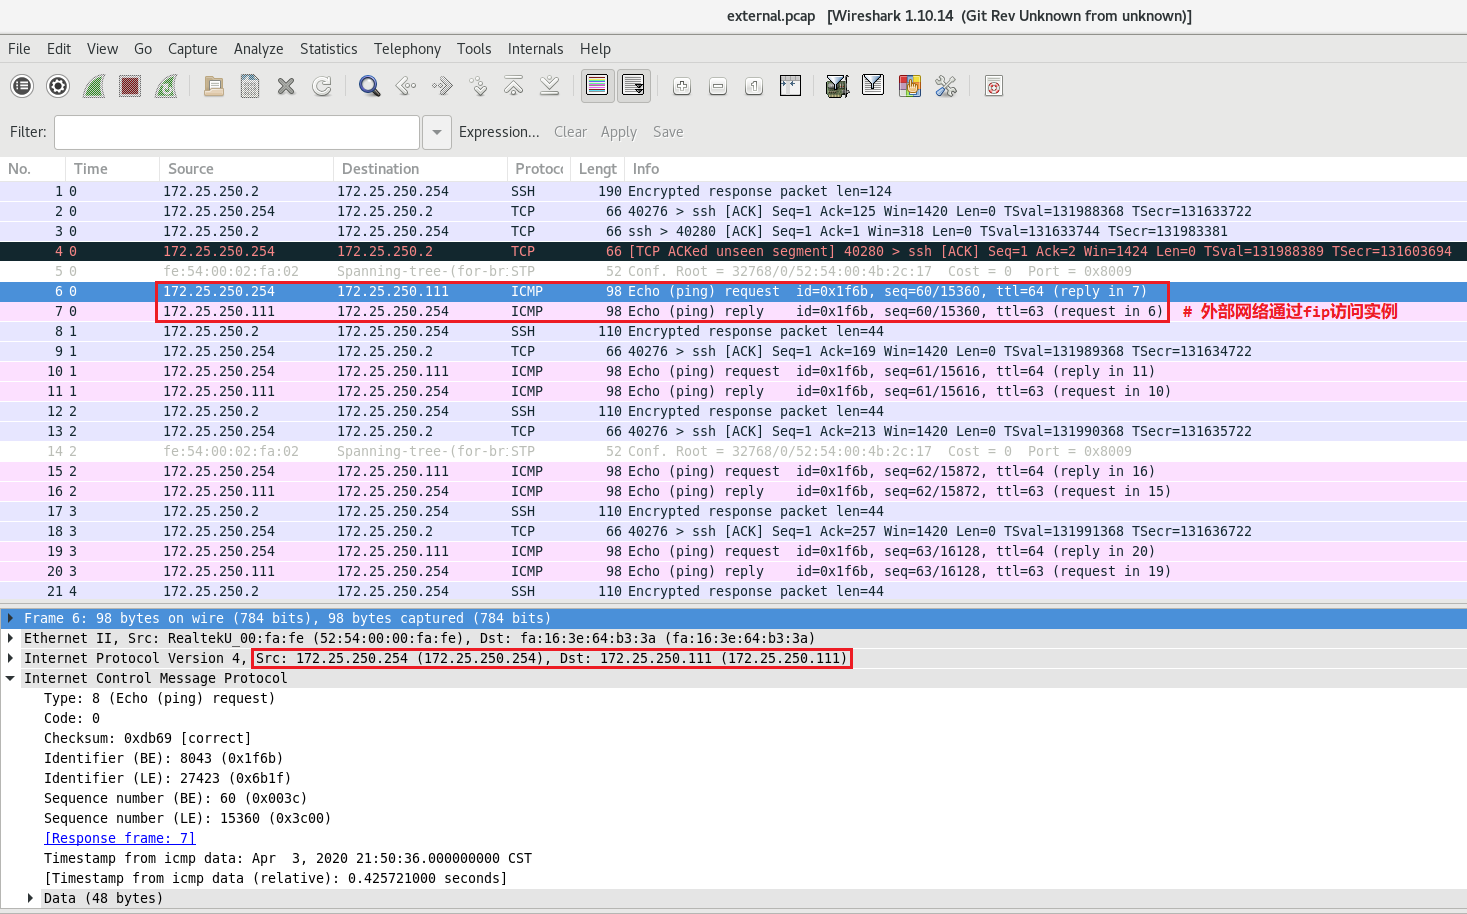 external.pcap   [Wireshark 1.10.14  (Git Rev Unknown from unknown)]
File Edit View Go Capture Analyze Statistics Telephony Tools Internals Help
Filter: Expression... Clear Apply Save
No. Time Source Destination Protoc Lengt Info
1 0 172.25.250.2 172.25.250.254 SSH 190 Encrypted response packet len=124
2 0 172.25.250.254 172.25.250.2 TCP 66 40276 > ssh [ACK] Seq=1 Ack=125 Win=1420 Len=0 TSval=131988368 TSecr=131633722
3 0 172.25.250.2 172.25.250.254 TCP 66 ssh > 40280 [ACK] Seq=1 Ack=1 Win=318 Len=0 TSval=131633744 TSecr=131983381
4 0 172.25.250.254 172.25.250.2 TCP 66 [TCP ACKed unseen segment] 40280 > ssh [ACK] Seq=1 Ack=2 Win=1424 Len=0 TSval=131988389 TSecr=131603694
5 0 fe:54:00:02:fa:02 Spanning-tree-(for-br: STP 52 Conf. Root = 32768/0/52:54:00:4b:2c:17  Cost = 0  Port = 0x8009
6 0 172.25.250.254 172.25.250.111 ICMP 98 Echo (ping) request  id=0x1f6b, seq=60/15360, ttl=64 (reply in 7)
7 0 172.25.250.111 172.25.250.254 ICMP 98 Echo (ping) reply    id=0x1f6b, seq=60/15360, ttl=63 (request in 6) # 外部网络通过fip访问实例
8 1 172.25.250.2 172.25.250.254 SSH 110 Encrypted response packet len=44
9 1 172.25.250.254 172.25.250.2 TCP 66 40276 > ssh [ACK] Seq=1 Ack=169 Win=1420 Len=0 TSval=131989368 TSecr=131634722
10 1 172.25.250.254 172.25.250.111 ICMP 98 Echo (ping) request  id=0x1f6b, seq=61/15616, ttl=64 (reply in 11)
11 1 172.25.250.111 172.25.250.254 ICMP 98 Echo (ping) reply    id=0x1f6b, seq=61/15616, ttl=63 (request in 10)
12 2 172.25.250.2 172.25.250.254 SSH 110 Encrypted response packet len=44
13 2 172.25.250.254 172.25.250.2 TCP 66 40276 > ssh [ACK] Seq=1 Ack=213 Win=1420 Len=0 TSval=131990368 TSecr=131635722
14 2 fe:54:00:02:fa:02 Spanning-tree-(for-br: STP 52 Conf. Root = 32768/0/52:54:00:4b:2c:17  Cost = 0  Port = 0x8009
15 2 172.25.250.254 172.25.250.111 ICMP 98 Echo (ping) request  id=0x1f6b, seq=62/15872, ttl=64 (reply in 16)
16 2 172.25.250.111 172.25.250.254 ICMP 98 Echo (ping) reply    id=0x1f6b, seq=62/15872, ttl=63 (request in 15)
17 3 172.25.250.2 172.25.250.254 SSH 110 Encrypted response packet len=44
18 3 172.25.250.254 172.25.250.2 TCP 66 40276 > ssh [ACK] Seq=1 Ack=257 Win=1420 Len=0 TSval=131991368 TSecr=131636722
19 3 172.25.250.254 172.25.250.111 ICMP 98 Echo (ping) request  id=0x1f6b, seq=63/16128, ttl=64 (reply in 20)
20 3 172.25.250.111 172.25.250.254 ICMP 98 Echo (ping) reply    id=0x1f6b, seq=63/16128, ttl=63 (request in 19)
21 4 172.25.250.2 172.25.250.254 SSH 110 Encrypted response packet len=44
Frame 6: 98 bytes on wire (784 bits), 98 bytes captured (784 bits)
Ethernet II, Src: RealtekU_00:fa:fe (52:54:00:00:fa:fe), Dst: fa:16:3e:64:b3:3a (fa:16:3e:64:b3:3a)
Internet Protocol Version 4, Src: 172.25.250.254 (172.25.250.254), Dst: 172.25.250.111 (172.25.250.111)
Internet Control Message Protocol
Type: 8 (Echo (ping) request)
Code: 0
Checksum: 0xdb69 [correct]
Identifier (BE): 8043 (0x1f6b)
Identifier (LE): 27423 (0x6b1f)
Sequence number (BE): 60 (0x003c)
Sequence number (LE): 15360 (0x3c00)
[Response frame: 7]
Timestamp from icmp data: Apr  3, 2020 21:50:36.000000000 CST
[Timestamp from icmp data (relative): 0.425721000 seconds]
Data (48 bytes)